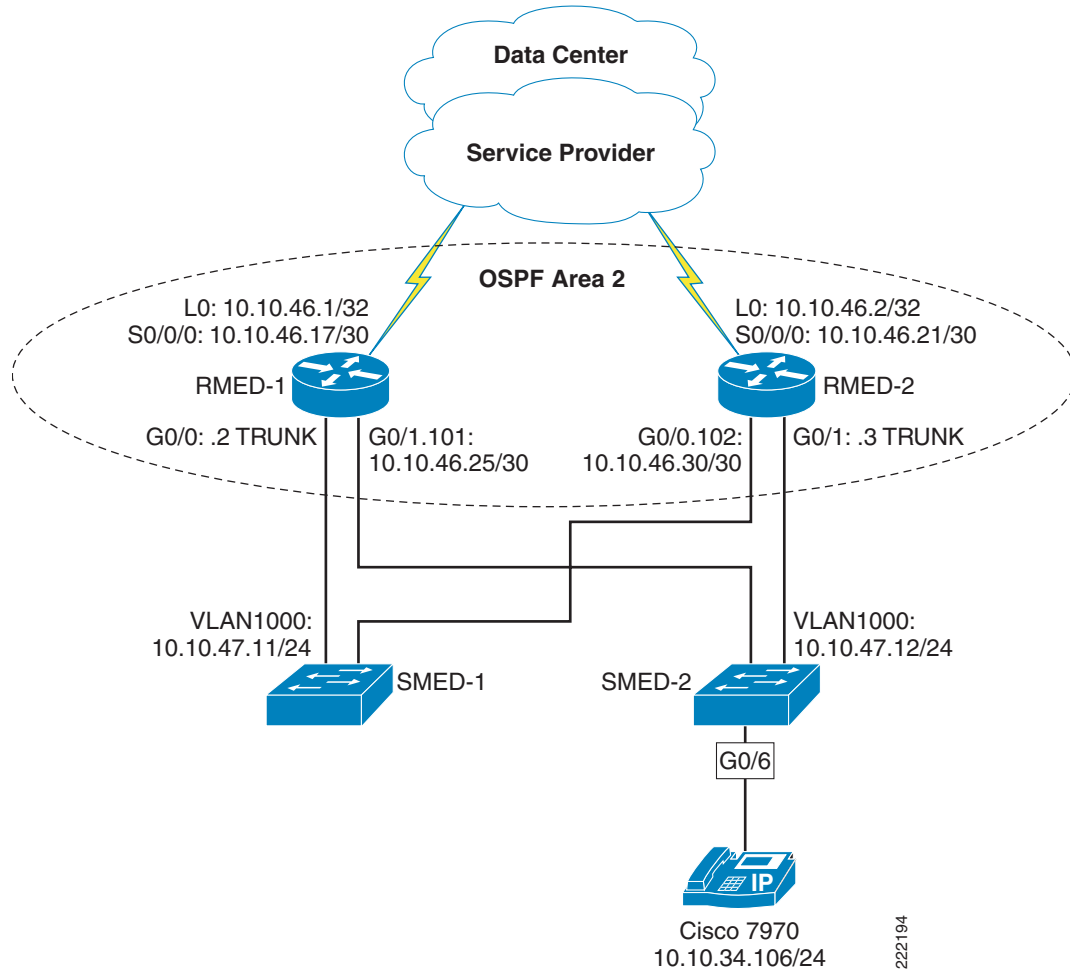 Data Center
Service Provider
OSPF Area 2
L0: 10.10.46.1/32
S0/0/0: 10.10.46.17/30
L0: 10.10.46.2/32
S0/0/0: 10.10.46.21/30
RMED-1
RMED-2
G0/0: .2 TRUNK
G0/1.101:
10.10.46.25/30
G0/0.102:
10.10.46.30/30
G0/1: .3 TRUNK
VLAN1000:
10.10.47.11/24
VLAN1000:
10.10.47.12/24
SMED-1
SMED-2
G0/6
IP
Cisco 7970
10.10.34.106/24
222194